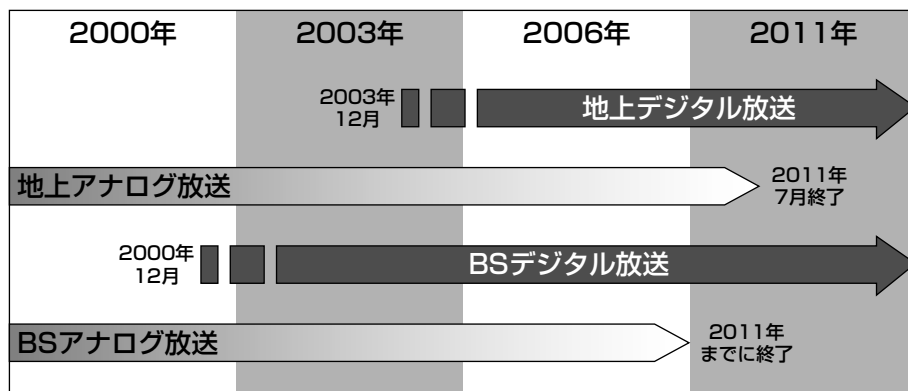 2000年 2003年 2006年 2011年
2003年
12月
地上デジタル放送
地上アナログ放送
2011年
7月終了
2000年
12月
BSデジタル放送
BSアナログ放送
2011年
までに終了